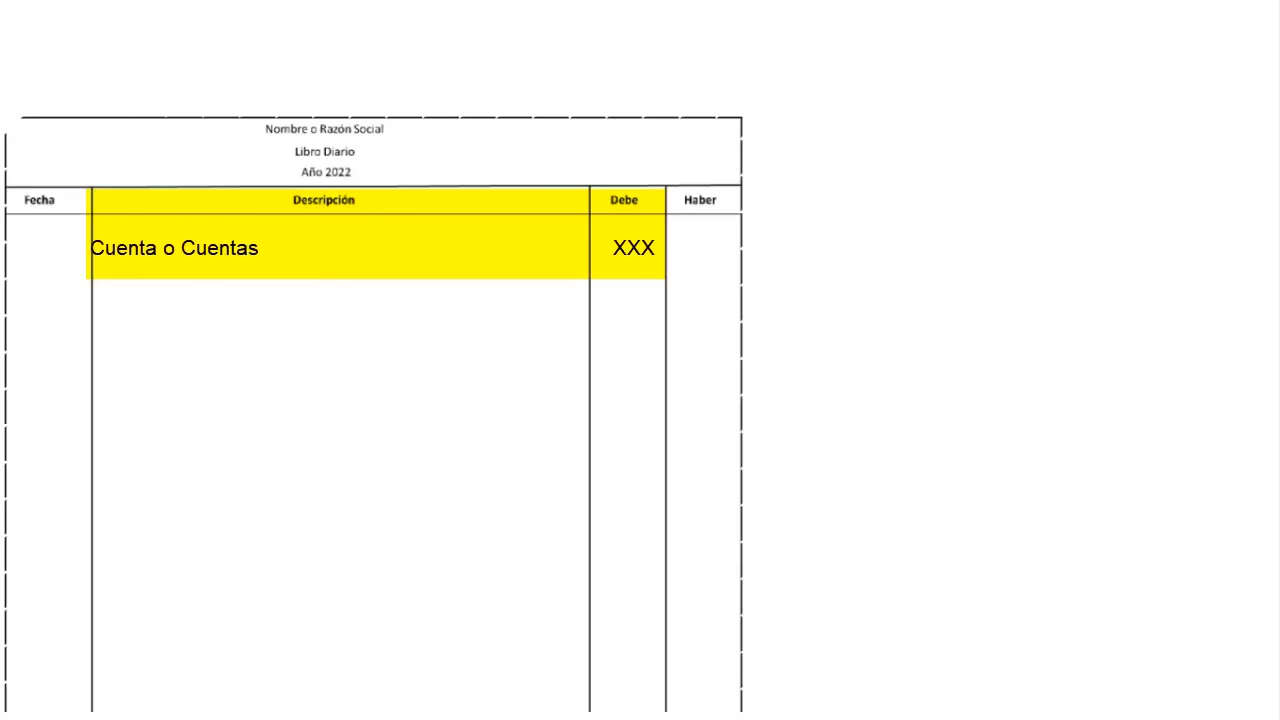 Nombre o Razón Social
Libro Diario
Año 2022
Fecha Descripción Debe Haber
Cuenta o Cuentas XXX